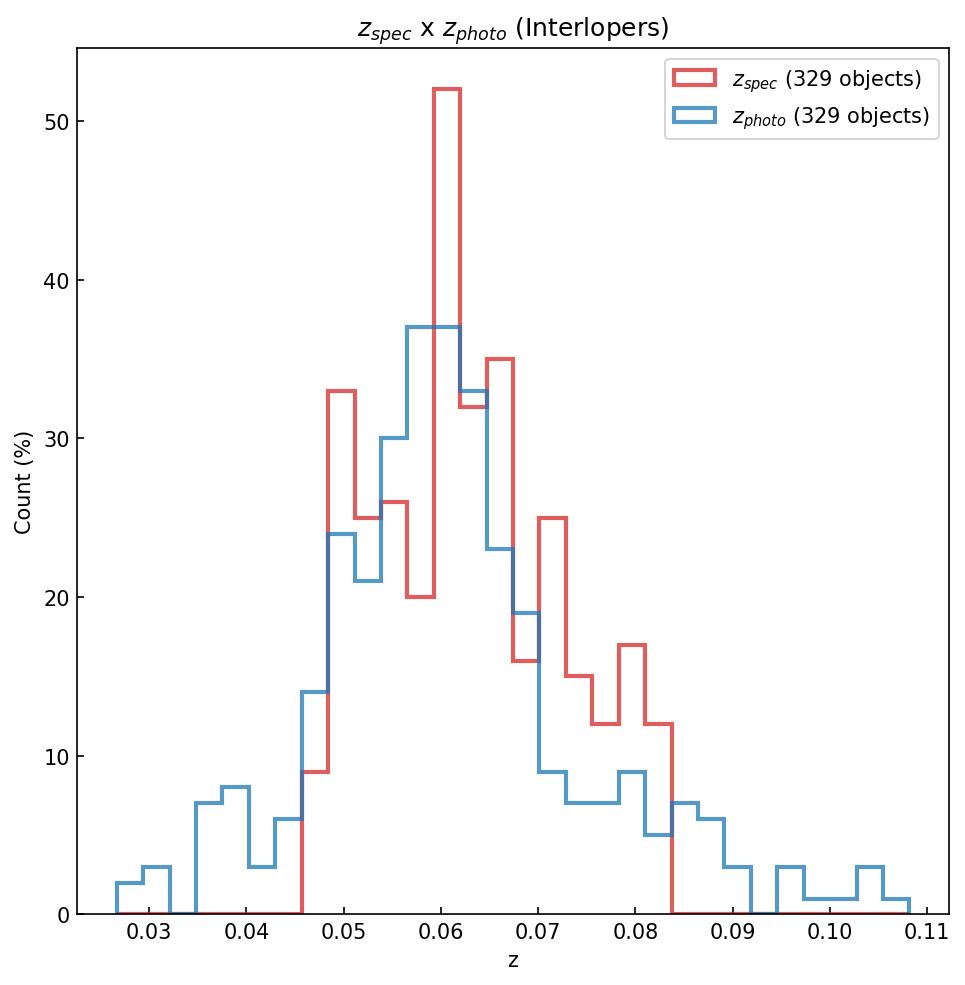 z_spec x z_photo (Interlopers)
z_spec (329 objects)
z_photo (329 objects)
Count (%)
50
40
30
20
10
0
0.03 0.04 0.05 0.06 0.07 0.08 0.09 0.10 0.11
z